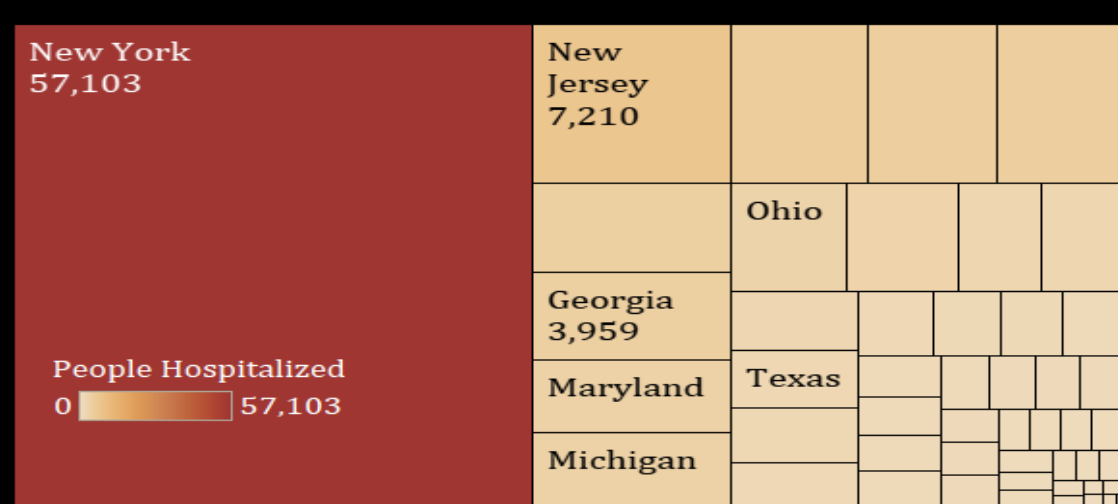 New York
57,103
New
Jersey
7,210
Ohio
Georgia
3,959
People Hospitalized
0 57,103
Maryland
Texas
Michigan